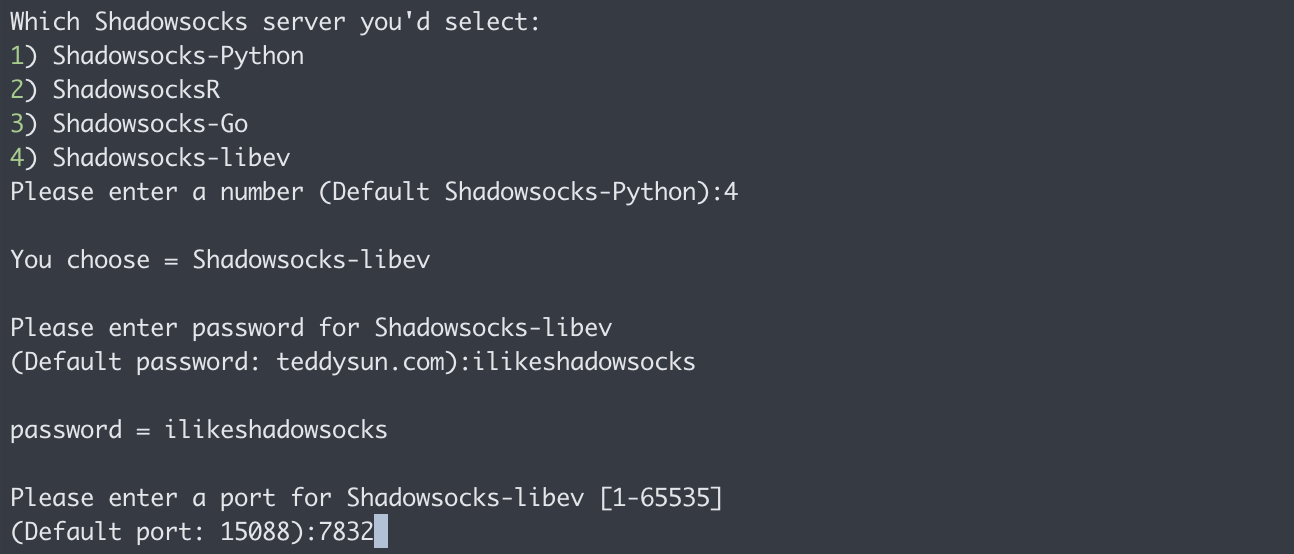 Which Shadowsocks server you'd select:
1) Shadowsocks-Python
2) ShadowsocksR
3) Shadowsocks-Go
4) Shadowsocks-libev
Please enter a number (Default Shadowsocks-Python):4
You choose = Shadowsocks-libev
Please enter password for Shadowsocks-libev
(Default password: teddysun.com):ilikeshadowsocks
password = ilikeshadowsocks
Please enter a port for Shadowsocks-libev [1-65535]
(Default port: 15088):7832